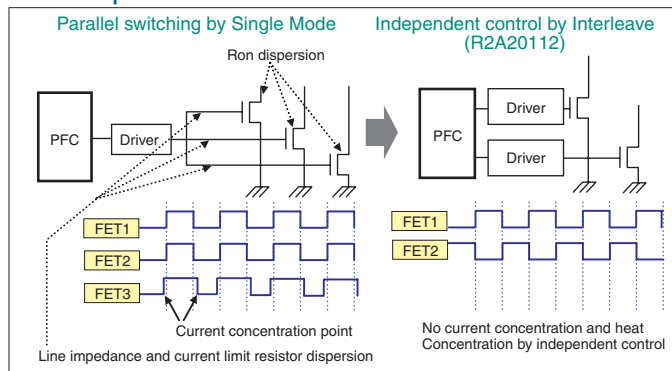 Parallel switching by Single Mode
Independent control by Interleave
(R2A20112)
Ron dispersion
PFC
Driver
PFC
Driver
Driver
FET1
FET2
FET3
FET1
FET2
Current concentration point
Line impedance and current limit resistor dispersion
No current concentration and heat
Concentration by independent control